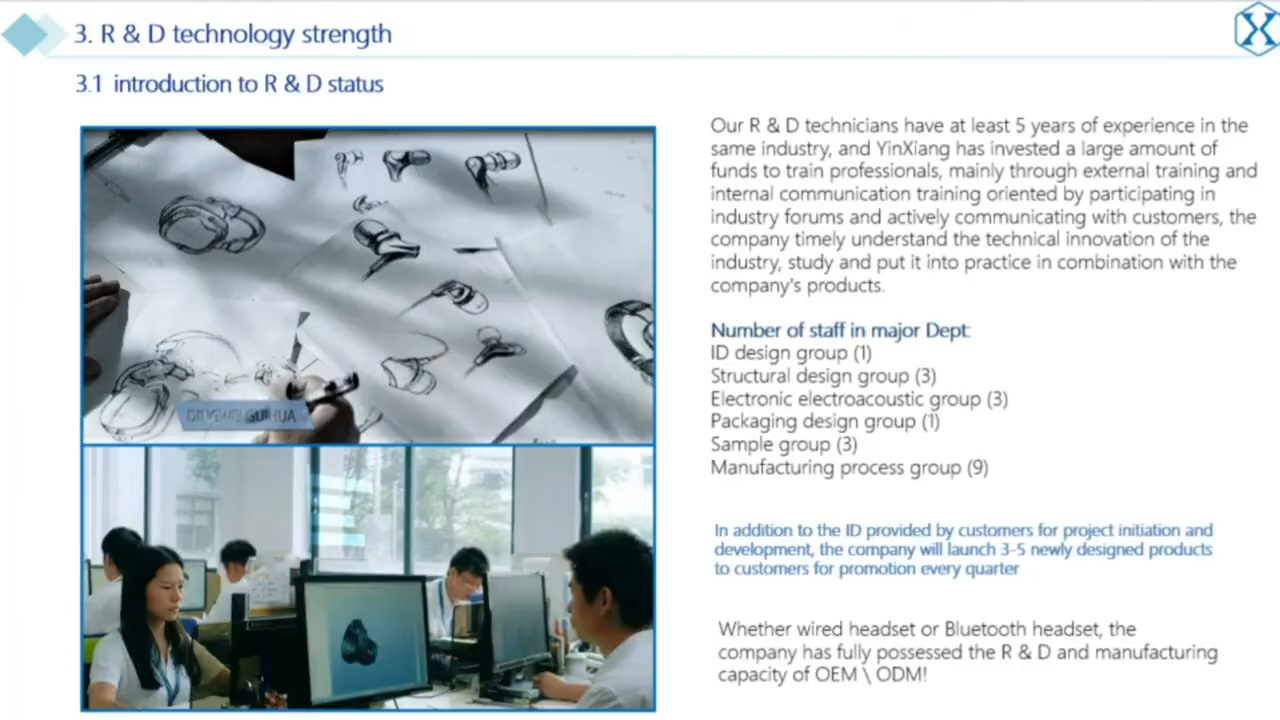 3. R & D technology strength
3.1 introduction to R & D status
Our R & D technicians have at least 5 years of experience in the
same industry, and YinXiang has invested a large amount of
funds to train professionals, mainly through external training and
internal communication training oriented by participating in
industry forums and actively communicating with customers, the
company timely understand the technical innovation of the
industry, study and put it into practice in combination with the
company's products.
Number of staff in major Dept:
ID design group (1)
Structural design group (3)
Electronic electroacoustic group (3)
Packaging design group (1)
Sample group (3)
Manufacturing process group (9)
In addition to the ID provided by customers for project initiation and
development, the company will launch 3-5 newly designed products
to customers for promotion every quarter
Whether wired headset or Bluetooth headset, the
company has fully possessed the R & D and manufacturing
capacity of OEM \ ODM!